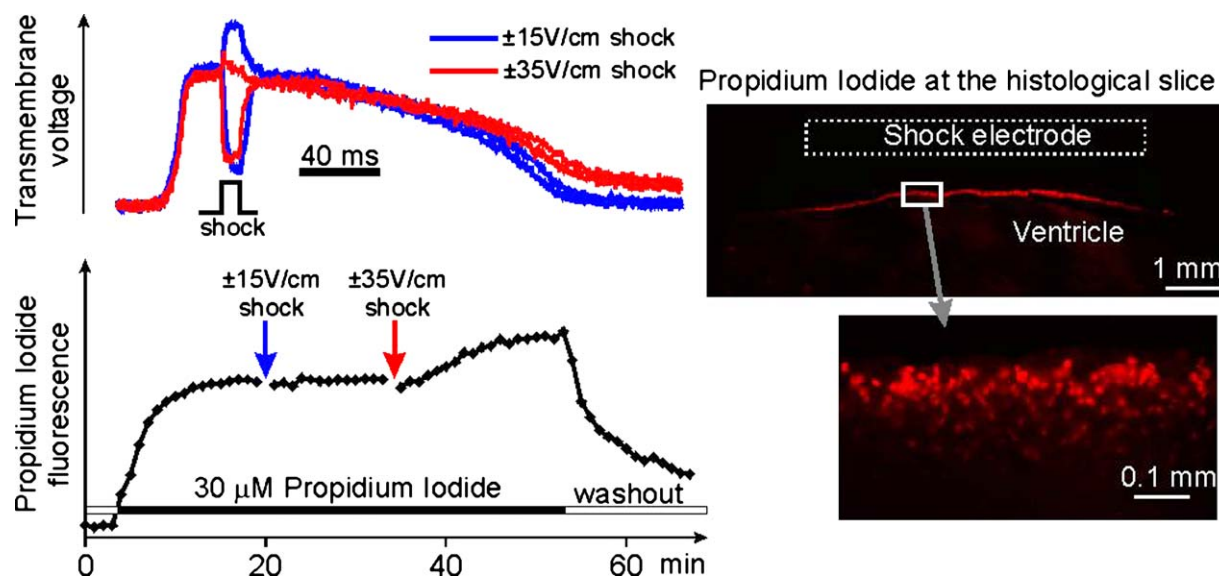 Transmembrane
voltage
±15V/cm shock
±35V/cm shock
40 ms
shock
Propidium Iodide
fluorescence
±15V/cm
shock
±35V/cm
shock
30 μM Propidium Iodide
washout
0 20 40 60 min
Propidium Iodide at the histological slice
Shock electrode
Ventricle
1 mm
0.1 mm